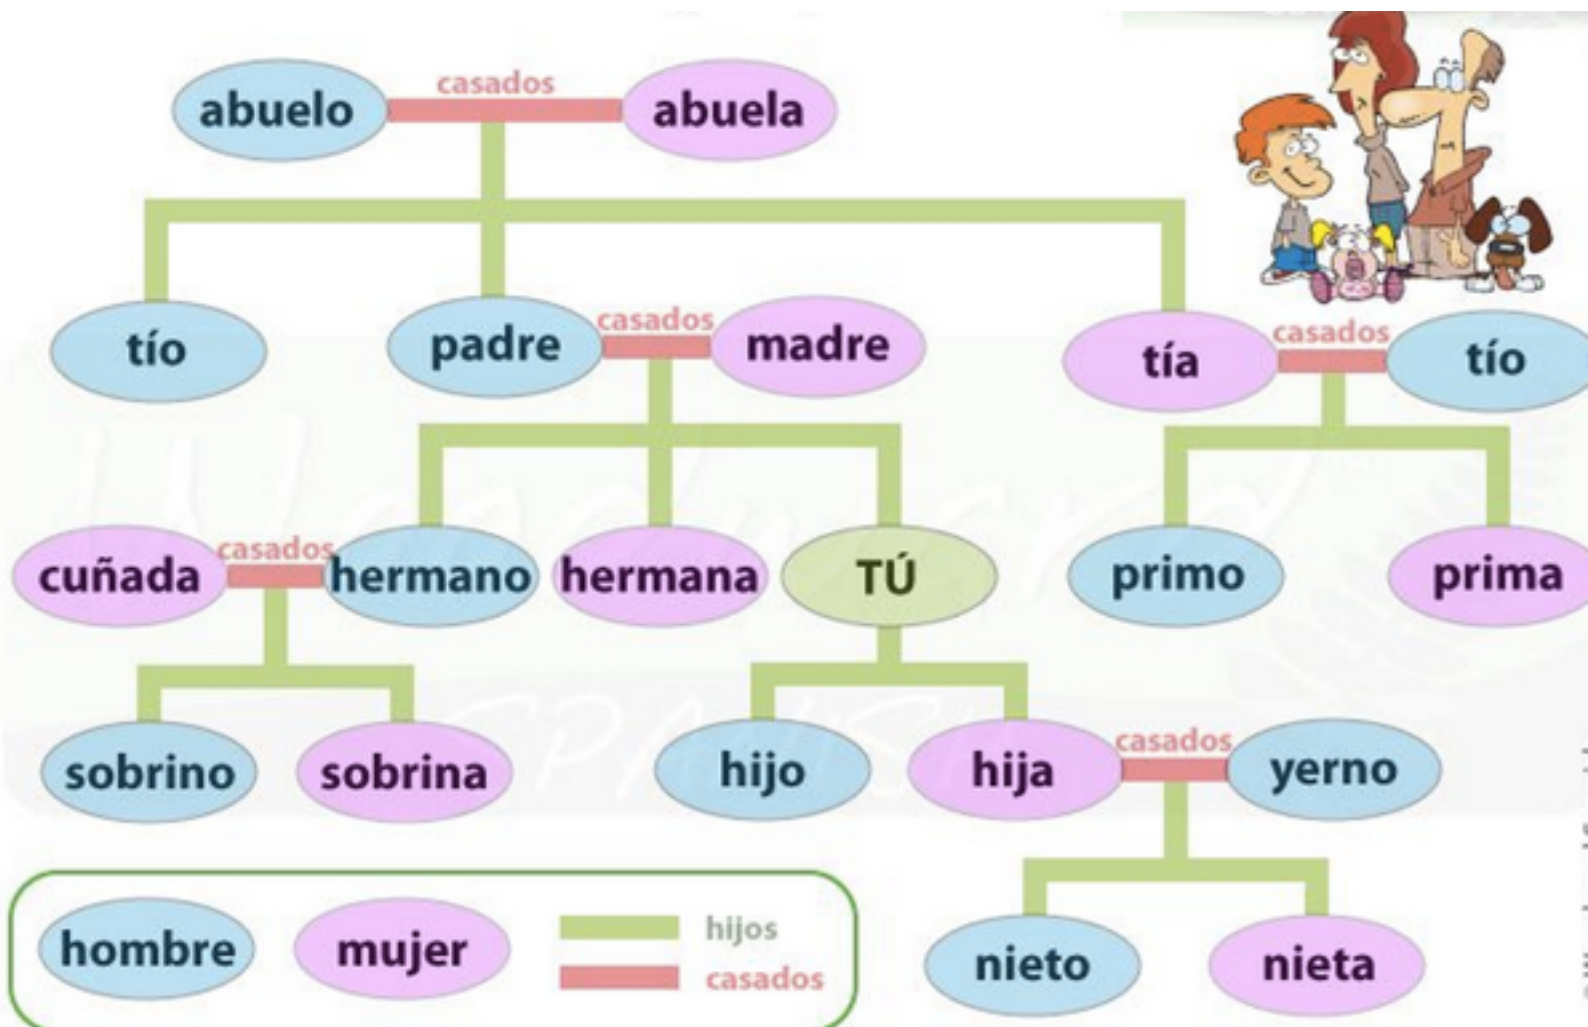 casados
abuelo abuela
casados casados
tío padre madre tía tío
casados
cuñada hermano hermana TÚ primo prima
casados
sobrino sobrina hijo hija yerno
hombre mujer hijos
casados
nieto nieta
SPANISH